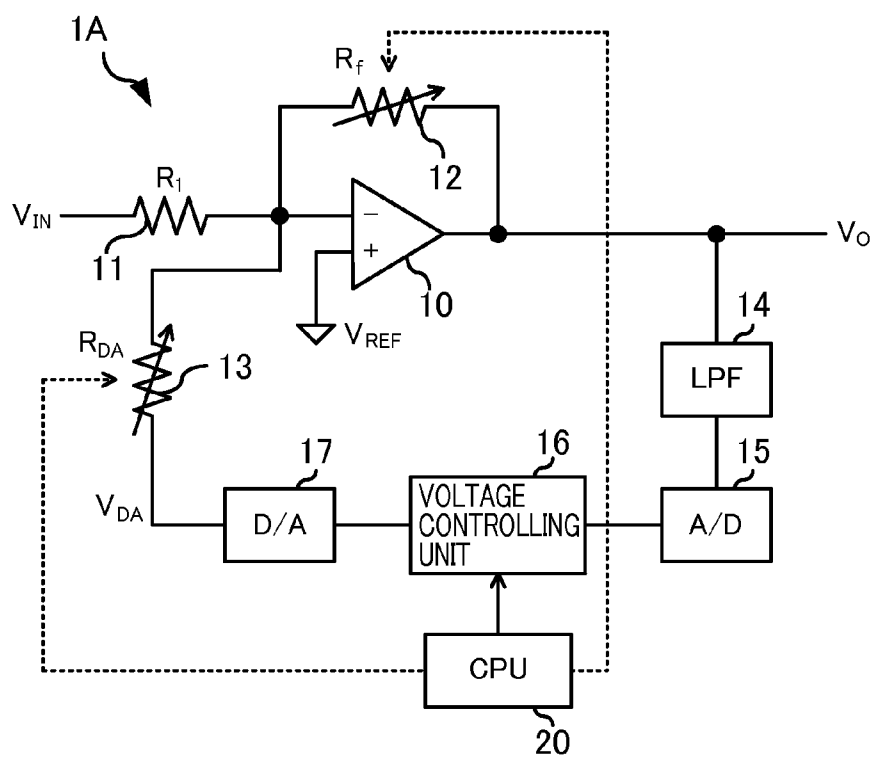 1A
Rf
12
R1
VIN
11
−
+
10
VO
VREF
14
LPF
RDA
13
17
16
15
VDA
D/A
VOLTAGE
CONTROLLING
UNIT
A/D
CPU
20